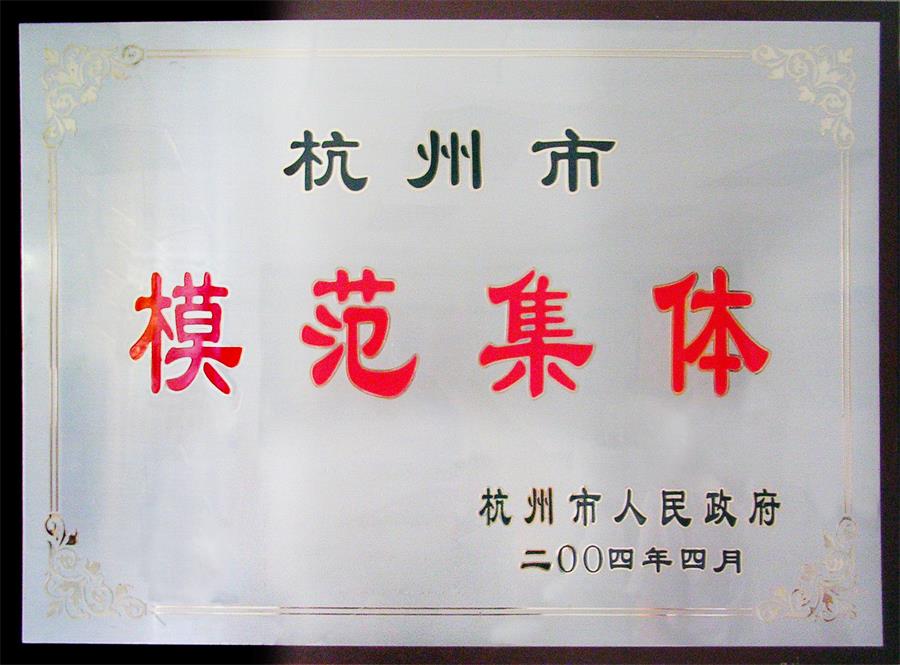 杭州市
模范集体
杭州市人民政府
二00四年四月